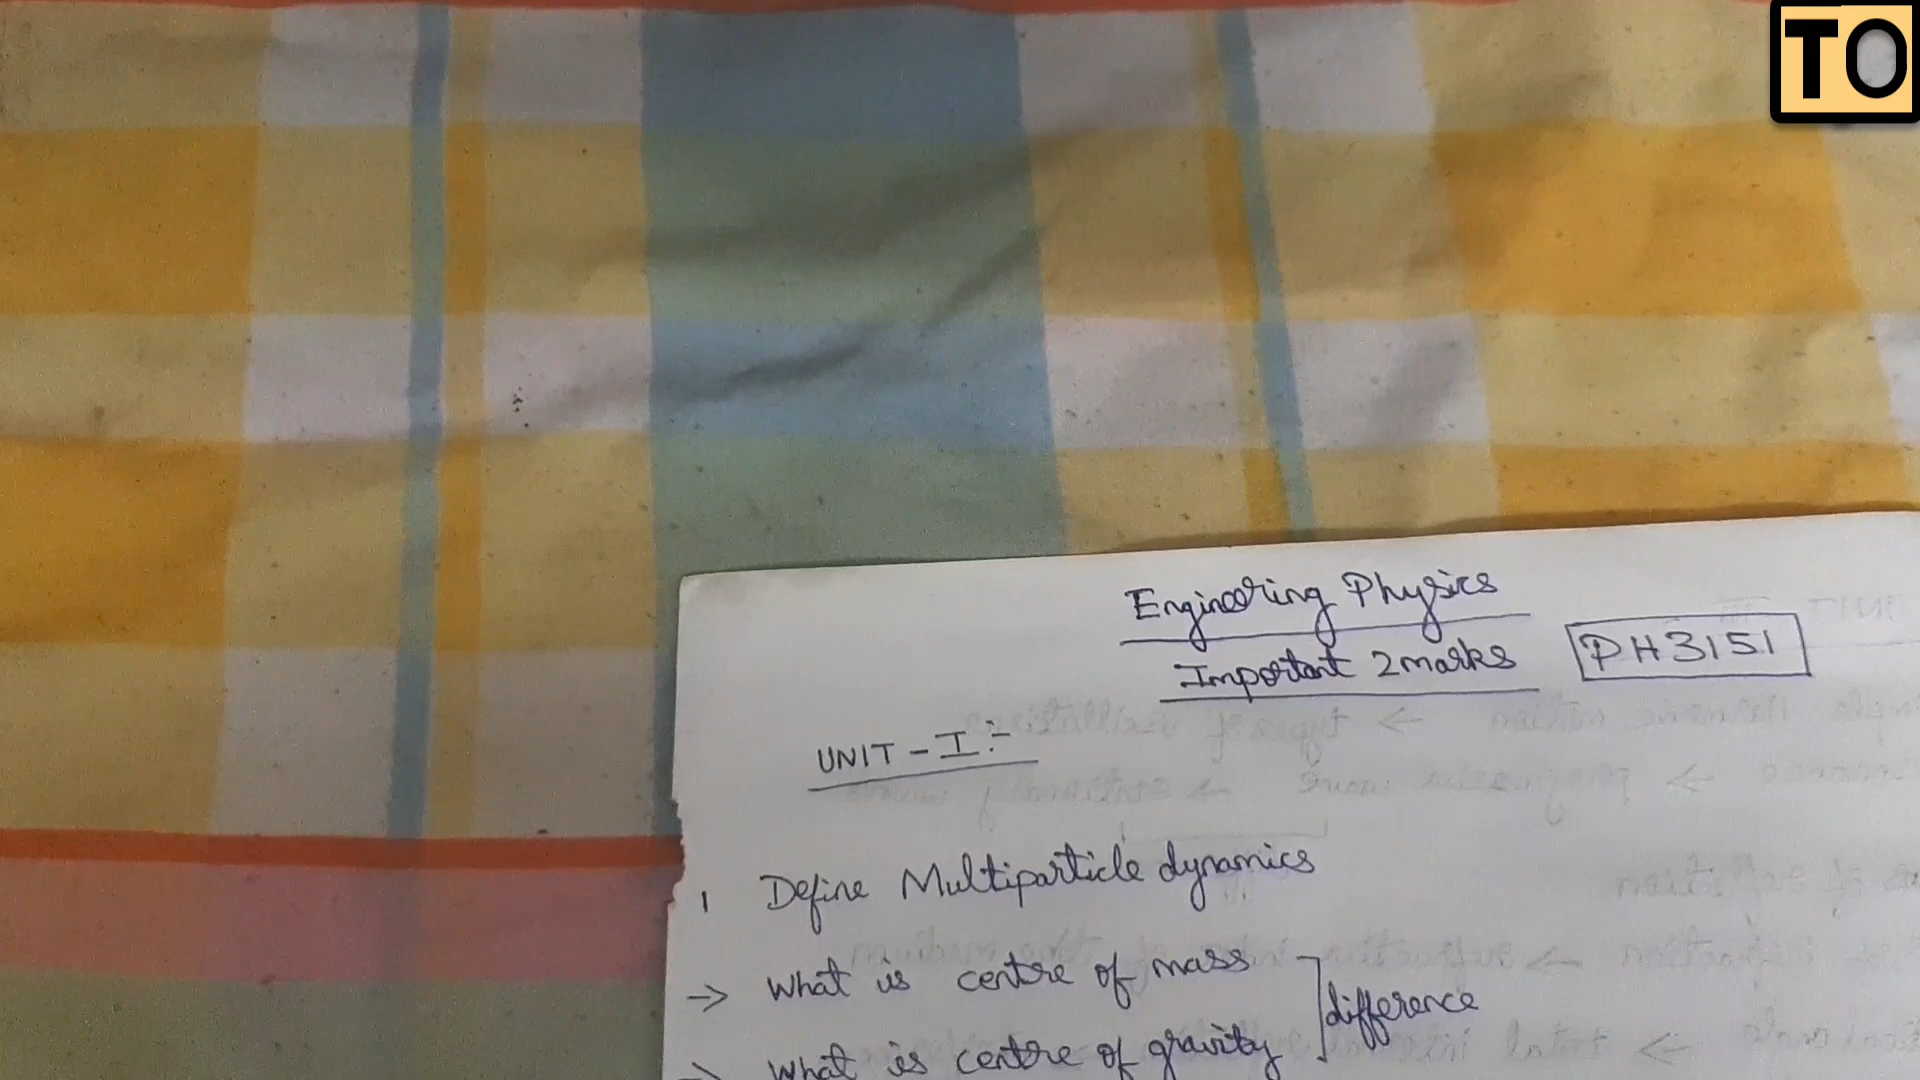 TO
Engineering Physics
Important 2marks PH3151
UNIT - I :-
1 Define Multiparticle dynamics
→ What is centre of mass
difference
→ What is centre of gravity